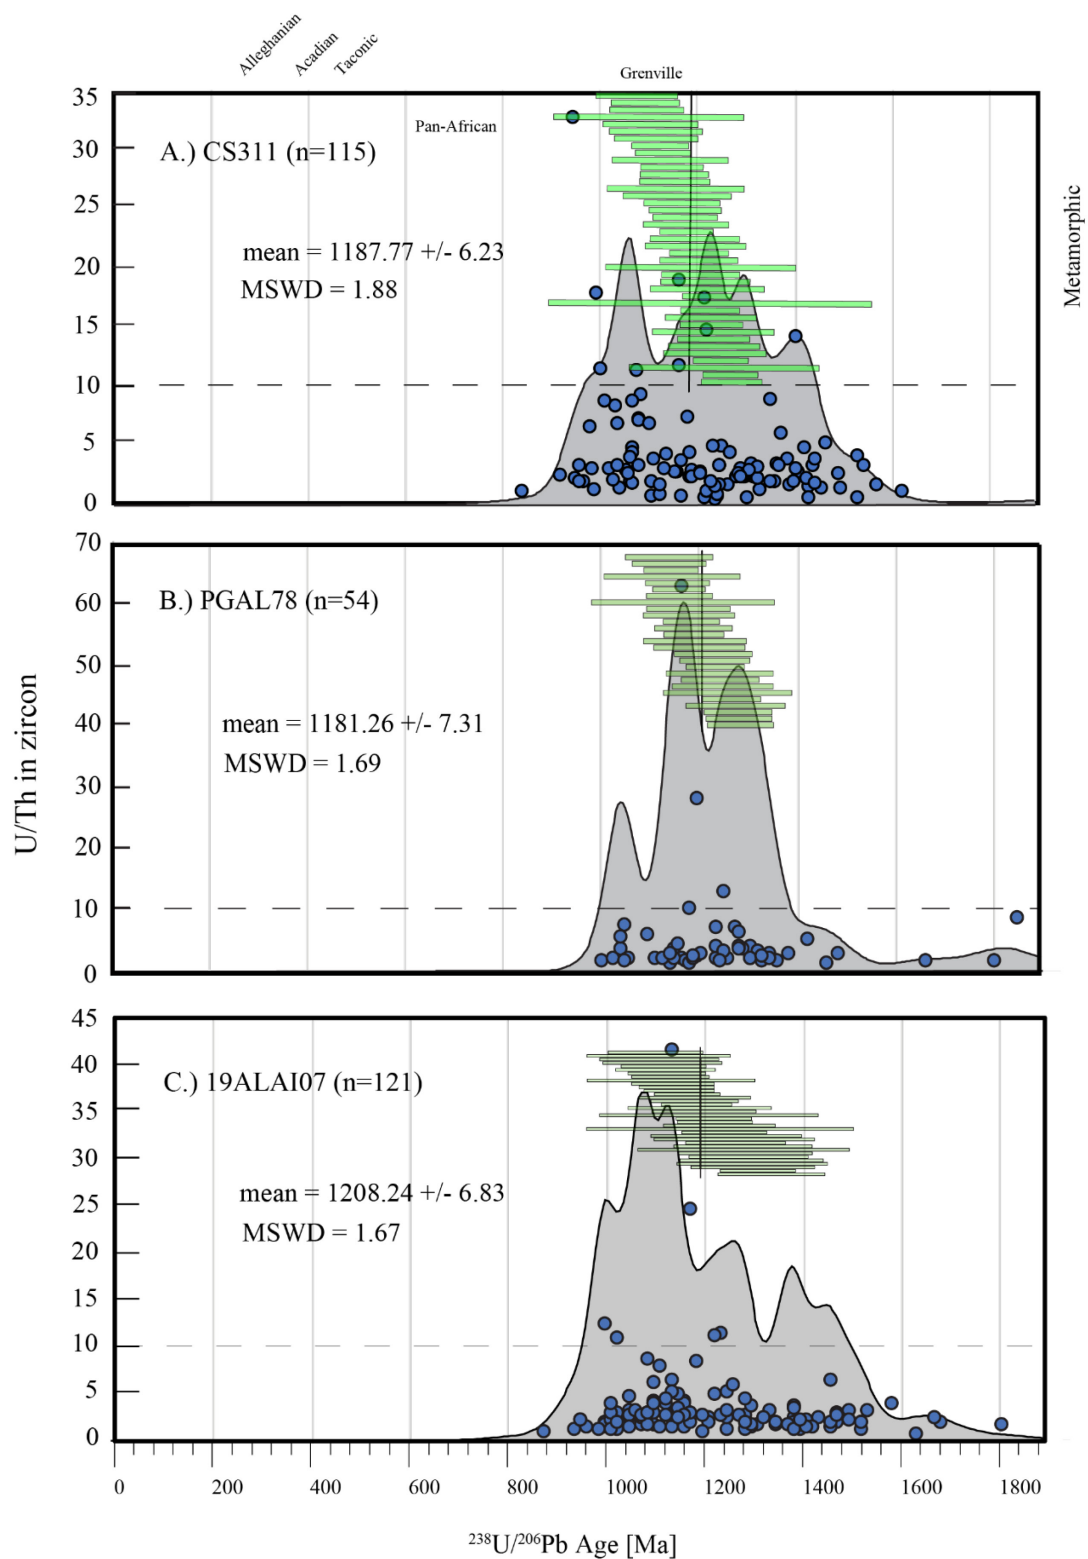 Alleghanian
Acadian
Taconic
Grenville
Pan-African
35
A.) CS311 (n=115)
30
25
mean = 1187.77 +/- 6.23
20
MSWD = 1.88
15
10
5
0
Metamorphic
70
B.) PGAL78 (n=54)
60
50
mean = 1181.26 +/- 7.31
40
MSWD = 1.69
30
20
10
0
U/Th in zircon
45
C.) 19ALAI07 (n=121)
40
35
30
mean = 1208.24 +/- 6.83
25
MSWD = 1.67
20
15
10
5
0
0 200 400 800 1000 1200 1400 1600 1800
²³⁸U/²⁰⁶Pb Age [Ma]